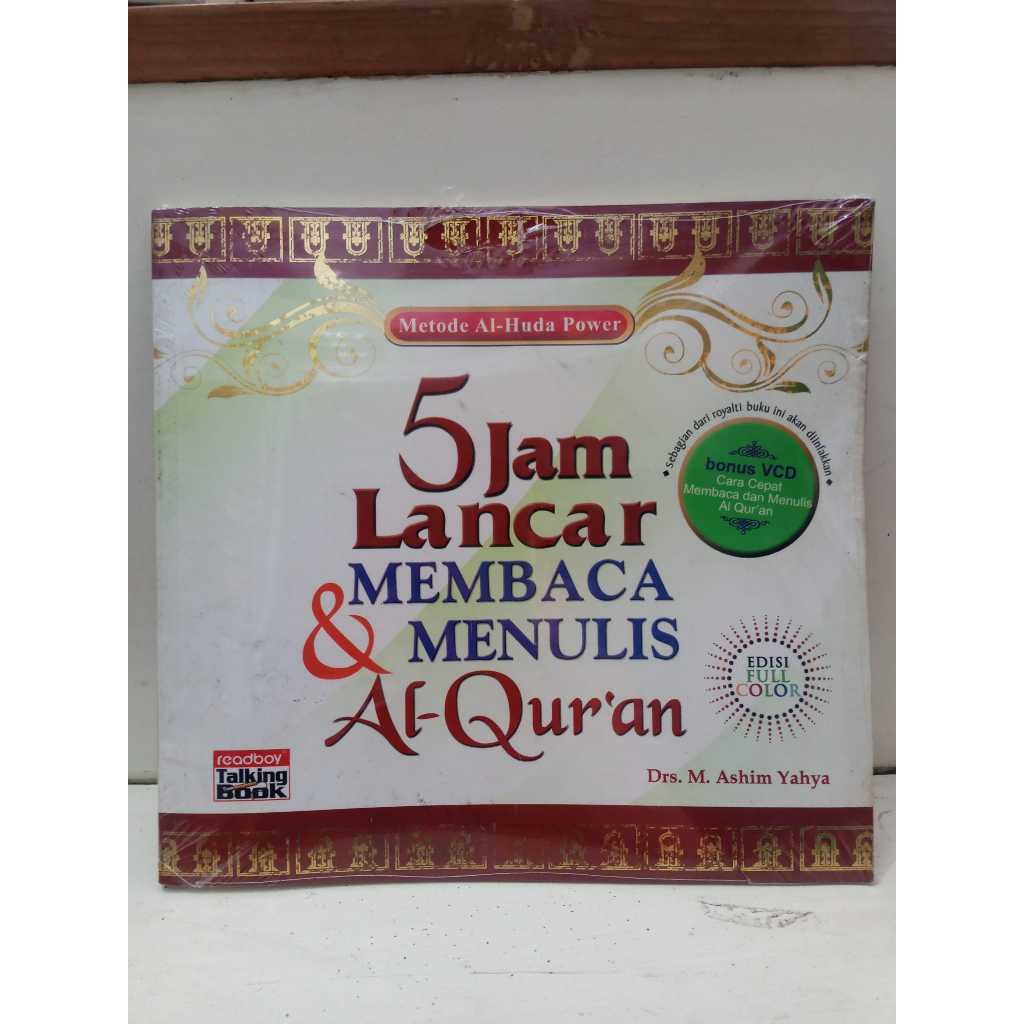 Metode Al-Huda Power
5 Jam
Lancar
MEMBACA
& MENULIS
Al-Qur'an
Sebagian dari royalti buku ini akan diinfakkan
bonus VCD
Cara Cepat
Membaca dan Menulis
Al Qur'an
EDISI
FULL
COLOR
readboy
Talking
BOOK
Drs. M. Ashim Yahya